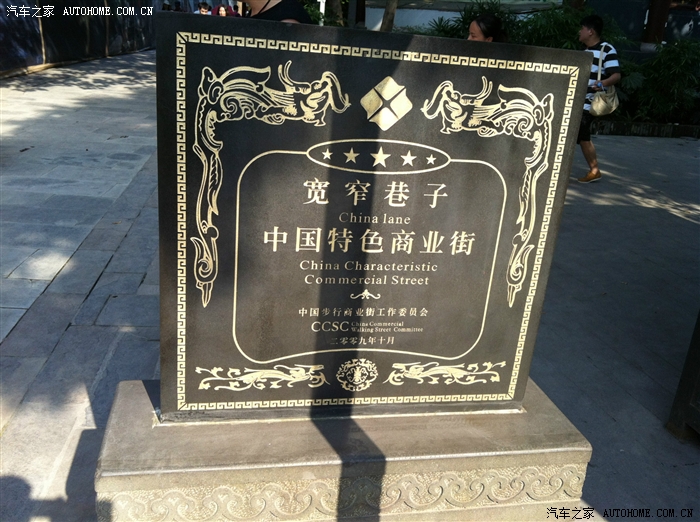 汽车之家 AUTOHOME.COM.CN
宽窄巷子
China lane
中国特色商业街
China Characteristic
Commercial Street
中国步行商业街工作委员会
CCSC China Commercial
Walking Street Committee
二零零九年十月
汽车之家 AUTOHOME.COM.CN